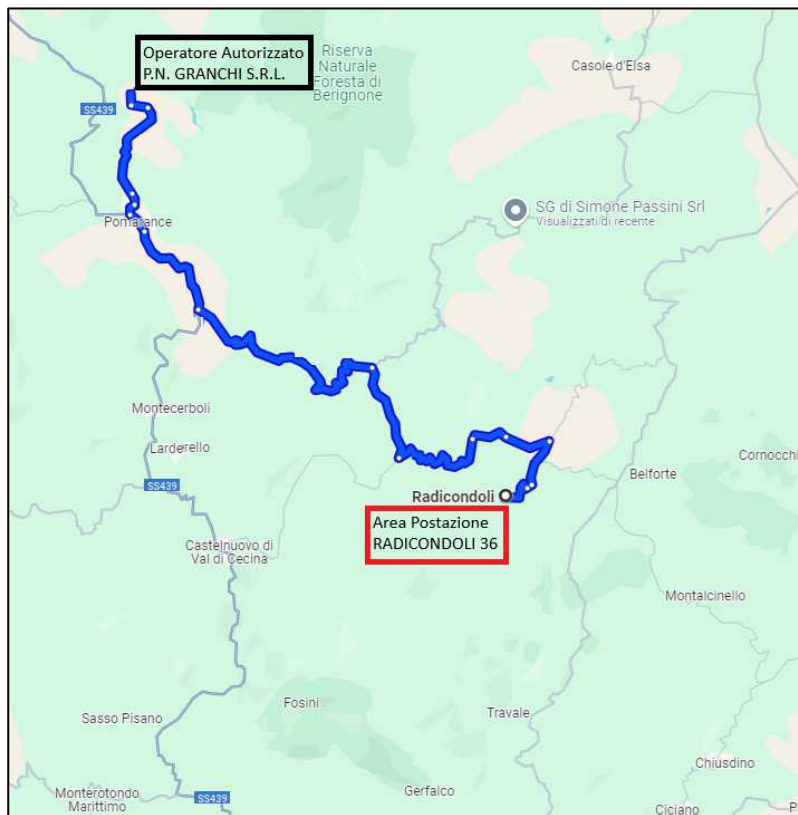 Operatore Autorizzato
P.N. GRANCHI S.R.L.
Riserva
Naturale
Foresta di
Berignone
Casole d'Elsa
SS439
SG di Simone Passini Srl
Visualizzati di recente
Pomarance
Montecerboli
Larderello
SS439
Cornocchi
Belforte
Radicondoli
Area Postazione
RADICONDOLI 36
Castelnuovo di
Val di Cecina
Montalcinello
Fosini
Sasso Pisano
Travale
Chiusdino
Monterotondo
Marittimo
SS439
Gerfalco
Ciciano
P